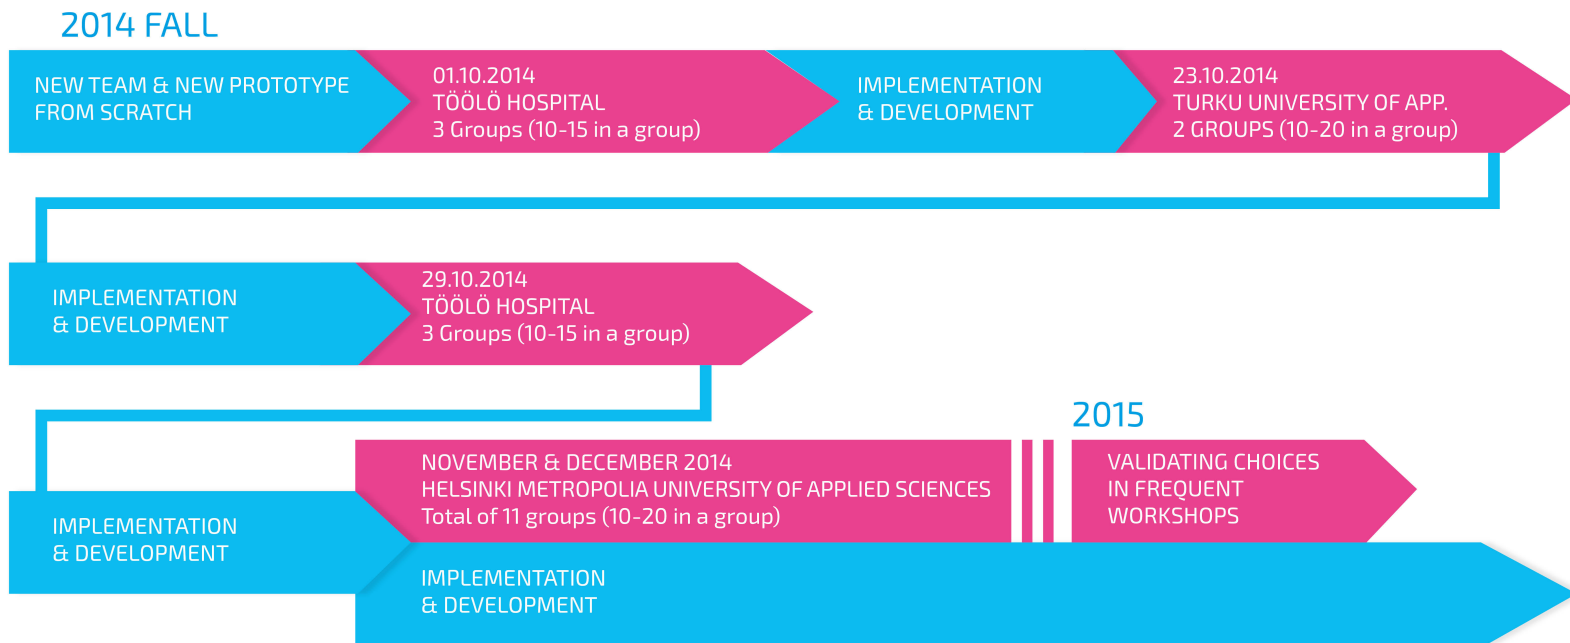 2014 FALL
NEW TEAM & NEW PROTOTYPE
FROM SCRATCH
01.10.2014
TÖÖLÖ HOSPITAL
3 Groups (10-15 in a group)
IMPLEMENTATION
& DEVELOPMENT
23.10.2014
TURKU UNIVERSITY OF APP.
2 GROUPS (10-20 in a group)
IMPLEMENTATION
& DEVELOPMENT
29.10.2014
TÖÖLÖ HOSPITAL
3 Groups (10-15 in a group)
IMPLEMENTATION
& DEVELOPMENT
NOVEMBER & DECEMBER 2014
HELSINKI METROPOLIA UNIVERSITY OF APPLIED SCIENCES
Total of 11 groups (10-20 in a group)
2015
VALIDATING CHOICES
IN FREQUENT
WORKSHOPS
IMPLEMENTATION
& DEVELOPMENT